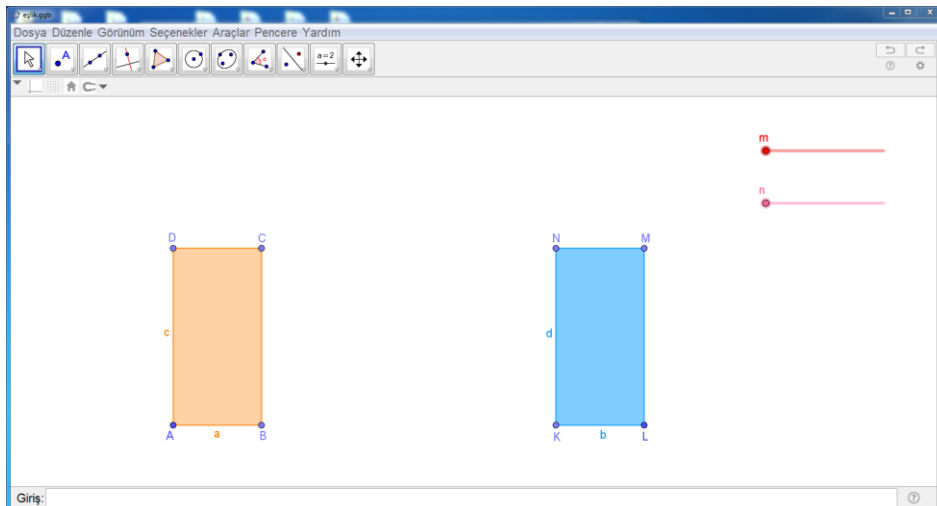 eşlik.ggb
Dosya Düzenle Görünüm Seçenekler Araçlar Pencere Yardım
A
a=2
m
n
D C N M
c d
A a B K b L
Giriş: